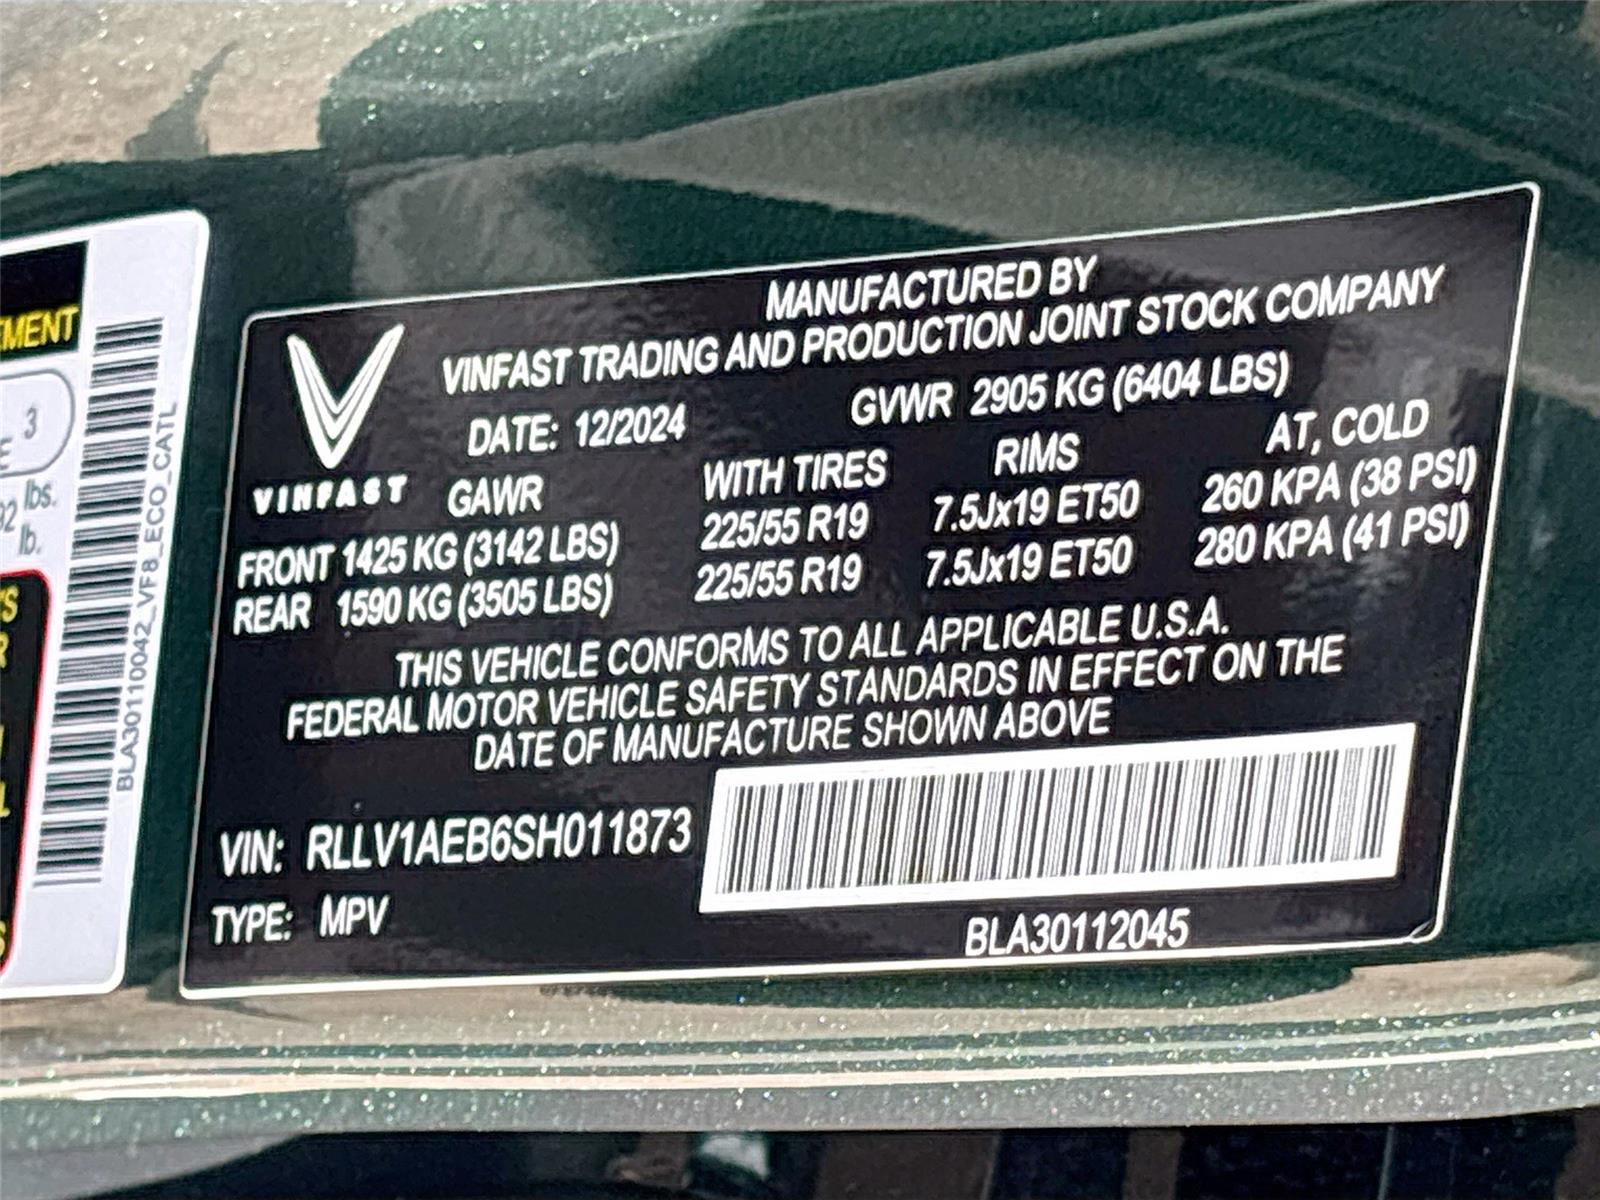 EMENT
3
lbs.
lb.
BLA30110042_VF8_ECO_CATL
MANUFACTURED BY
VINFAST TRADING AND PRODUCTION JOINT STOCK COMPANY
DATE: 12/2024 GVWR 2905 KG (6404 LBS)
VINFAST GAWR WITH TIRES RIMS AT, COLD
FRONT 1425 KG (3142 LBS) 225/55 R19 7.5Jx19 ET50 260 KPA (38 PSI)
REAR 1590 KG (3505 LBS) 225/55 R19 7.5Jx19 ET50 280 KPA (41 PSI)
THIS VEHICLE CONFORMS TO ALL APPLICABLE U.S.A.
FEDERAL MOTOR VEHICLE SAFETY STANDARDS IN EFFECT ON THE
DATE OF MANUFACTURE SHOWN ABOVE
VIN: RLLV1AEB6SH011873
TYPE: MPV
BLA30112045